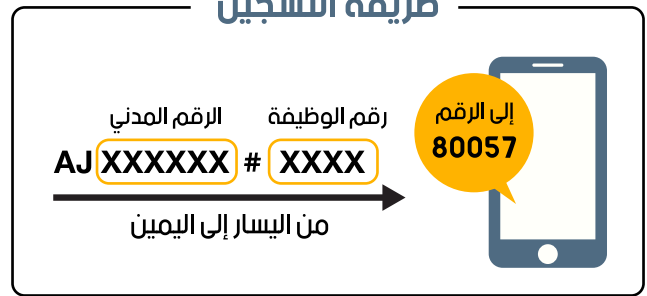 طريقة التسجيل
إلى الرقم
80057
رقم الوظيفة
الرقم المدني
AJ XXXXXX # XXXX
من اليسار إلى اليمين